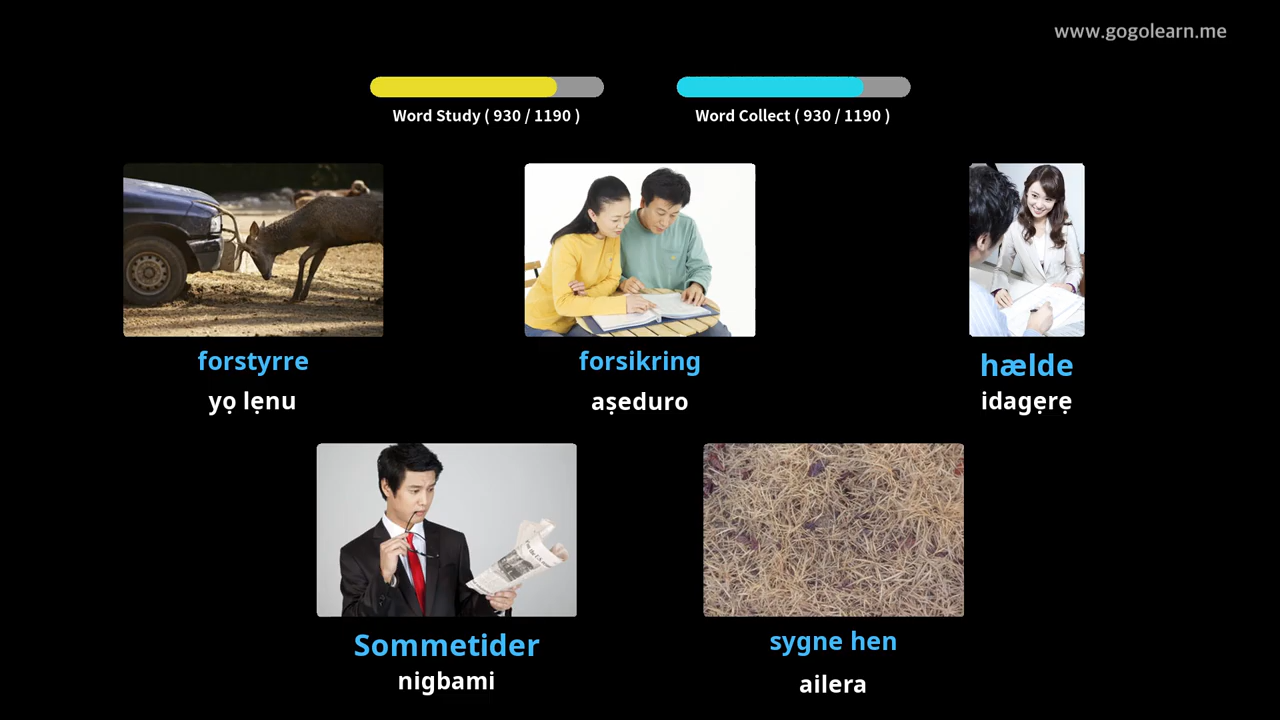 www.gogolearn.me
Word Study ( 930 / 1190 )
Word Collect ( 930 / 1190 )
forstyrre
yọ lẹnu
forsikring
aṣeduro
hælde
idagẹrẹ
Sommetider
nigbami
sygne hen
ailera